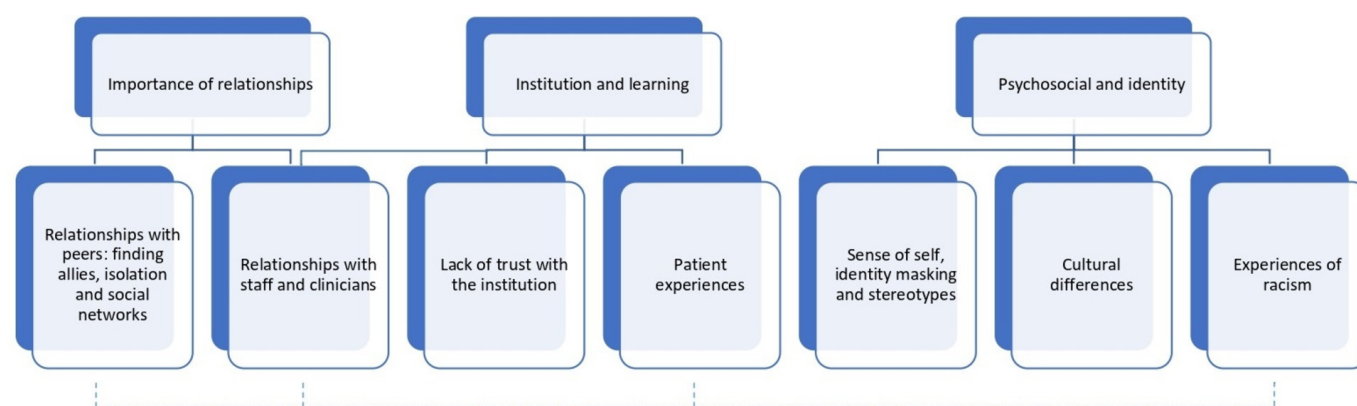 Importance of relationships
Institution and learning
Psychosocial and identity
Relationships with
peers: finding
allies, isolation
and social
networks
Relationships with
staff and clinicians
Lack of trust with
the institution
Patient
experiences
Sense of self,
identity masking
and stereotypes
Cultural
differences
Experiences of
racism